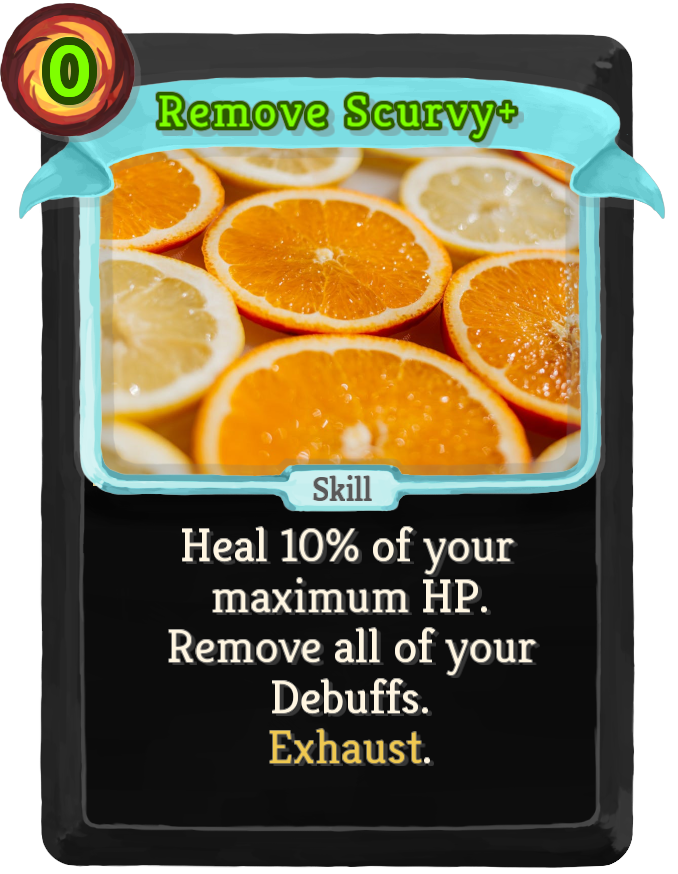 0
Remove Scurvy+
Skill
Heal 10% of your
maximum HP.
Remove all of your
Debuffs.
Exhaust.